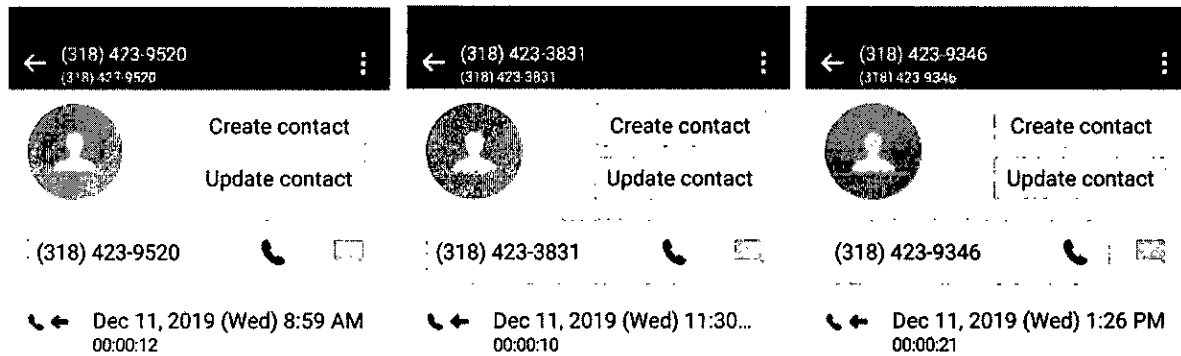 (318) 423-9520
(318) 423-9520
Create contact
Update contact
(318) 423-9520
Dec 11, 2019 (Wed) 8:59 AM
00:00:12
(318) 423-3831
(318) 423-3831
Create contact
Update contact
(318) 423-3831
Dec 11, 2019 (Wed) 11:30...
00:00:10
(318) 423-9346
(318) 423-9346
Create contact
Update contact
(318) 423-9346
Dec 11, 2019 (Wed) 1:26 PM
00:00:21